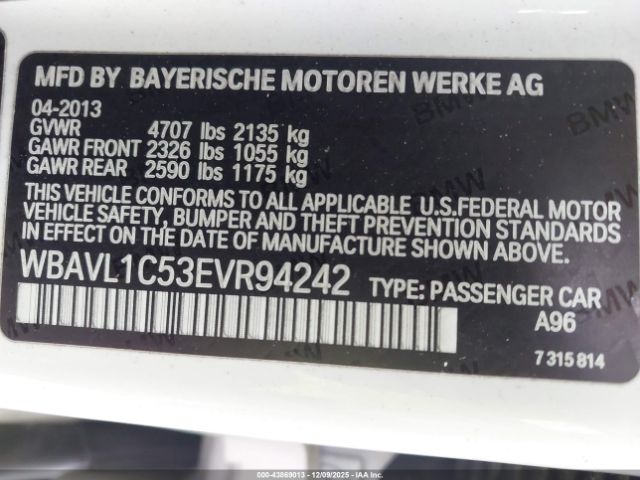 MFD BY BAYERISCHE MOTOREN WERKE AG
04-2013
GVWR 4707 lbs 2135 kg
GAWR FRONT 2326 lbs 1055 kg
GAWR REAR 2590 lbs 1175 kg
THIS VEHICLE CONFORMS TO ALL APPLICABLE U.S.FEDERAL MOTOR
VEHICLE SAFETY, BUMPER AND THEFT PREVENTION STANDARDS
IN EFFECT ON THE DATE OF MANUFACTURE SHOWN ABOVE.
WBAVL1C53EVR94242 TYPE: PASSENGER CAR
A96
7 315 814
BMW
000-43869013 - 12/09/2025 - IAAI.COM